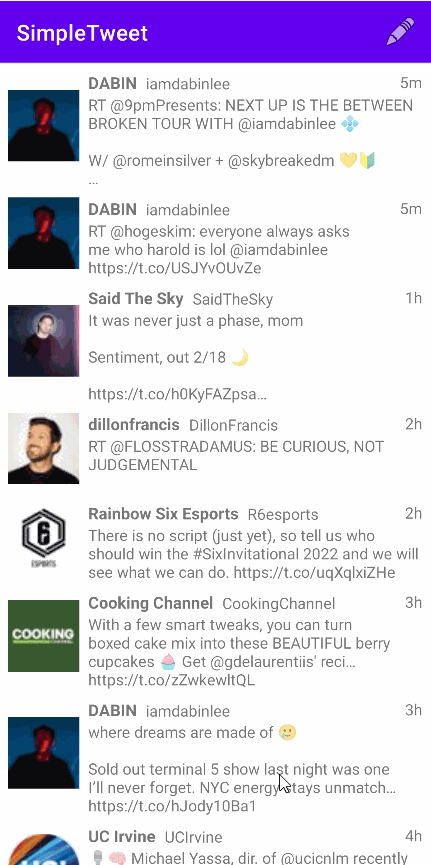 SimpleTweet
DABIN iamdabinlee 5m
RT @9pmPresents: NEXT UP IS THE BETWEEN
BROKEN TOUR WITH @iamdabinlee 💠
W/ @romeinsilver + @skybreakedm 💛🔰
…
DABIN iamdabinlee 5m
RT @hogeskim: everyone always asks
me who harold is lol @iamdabinlee
https://t.co/USJYvOUvZe
Said The Sky SaidTheSky 1h
It was never just a phase, mom
Sentiment, out 2/18 🌙
https://t.co/h0KyFAZpsa…
dillonfrancis DillonFrancis 2h
RT @FLOSSTRADAMUS: BE CURIOUS, NOT
JUDGEMENTAL
Rainbow Six Esports R6esports 2h
There is no script (just yet), so tell us who
should win the #SixInvitational 2022 and we will
see what we can do. https://t.co/uqXqlxiZHe
6
ESPORTS
Cooking Channel CookingChannel 3h
With a few smart tweaks, you can turn
boxed cake mix into these BEAUTIFUL berry
cupcakes 🧁 Get @gdelaurentiis' reci…
https://t.co/zZwkewltQL
COOKING
CHANNEL
DABIN iamdabinlee 3h
where dreams are made of 🥲
Sold out terminal 5 show last night was one
I'll never forget. NYC energy stays unmatch…
https://t.co/hJody10Ba1
UC Irvine UCIrvine 4h
🎙🧠 Michael Yassa, dir. of @ucicnlm recently
UCI